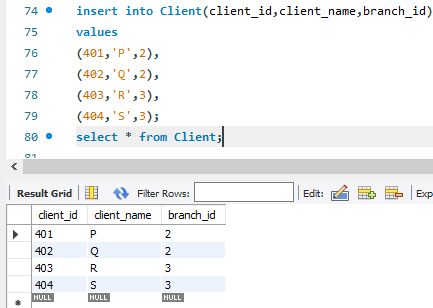 74 insert into Client(client_id,client_name,branch_id)
75 values
76 (401,'P',2),
77 (402,'Q',2),
78 (403,'R',3),
79 (404,'S',3);
80 select * from Client;
81
Result Grid Filter Rows: Edit: Exp
client_id client_name branch_id
401 P 2
402 Q 2
403 R 3
404 S 3
NULL NULL NULL